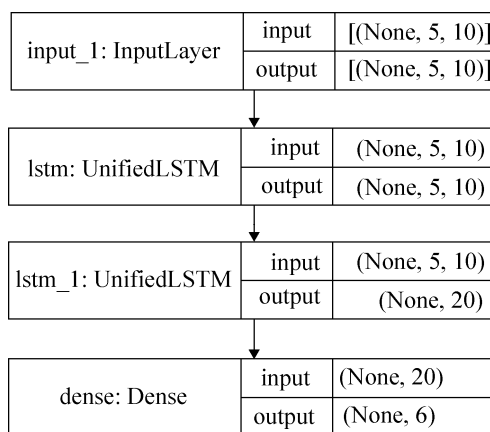 input_1: InputLayer
input
[(None, 5, 10)]
output
[(None, 5, 10)]
lstm: UnifiedLSTM
input
(None, 5, 10)
output
(None, 5, 10)
lstm_1: UnifiedLSTM
input
(None, 5, 10)
output
(None, 20)
dense: Dense
input
(None, 20)
output
(None, 6)